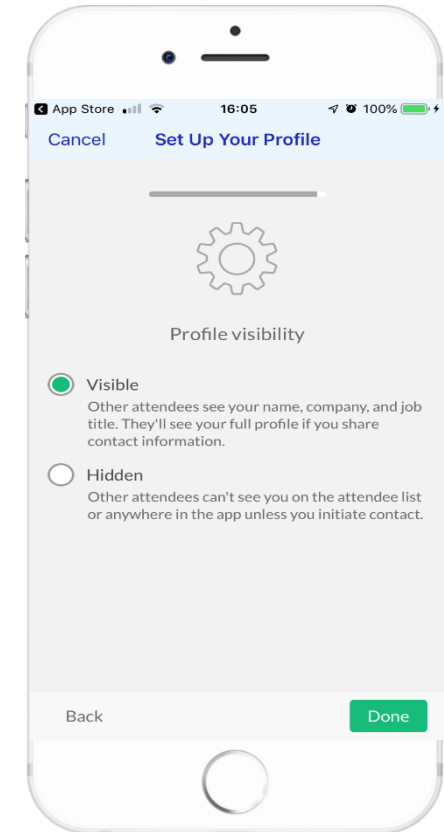 App Store 16:05 100%
Cancel Set Up Your Profile
Profile visibility
Visible
Other attendees see your name, company, and job
title. They'll see your full profile if you share
contact information.
Hidden
Other attendees can't see you on the attendee list
or anywhere in the app unless you initiate contact.
Back Done